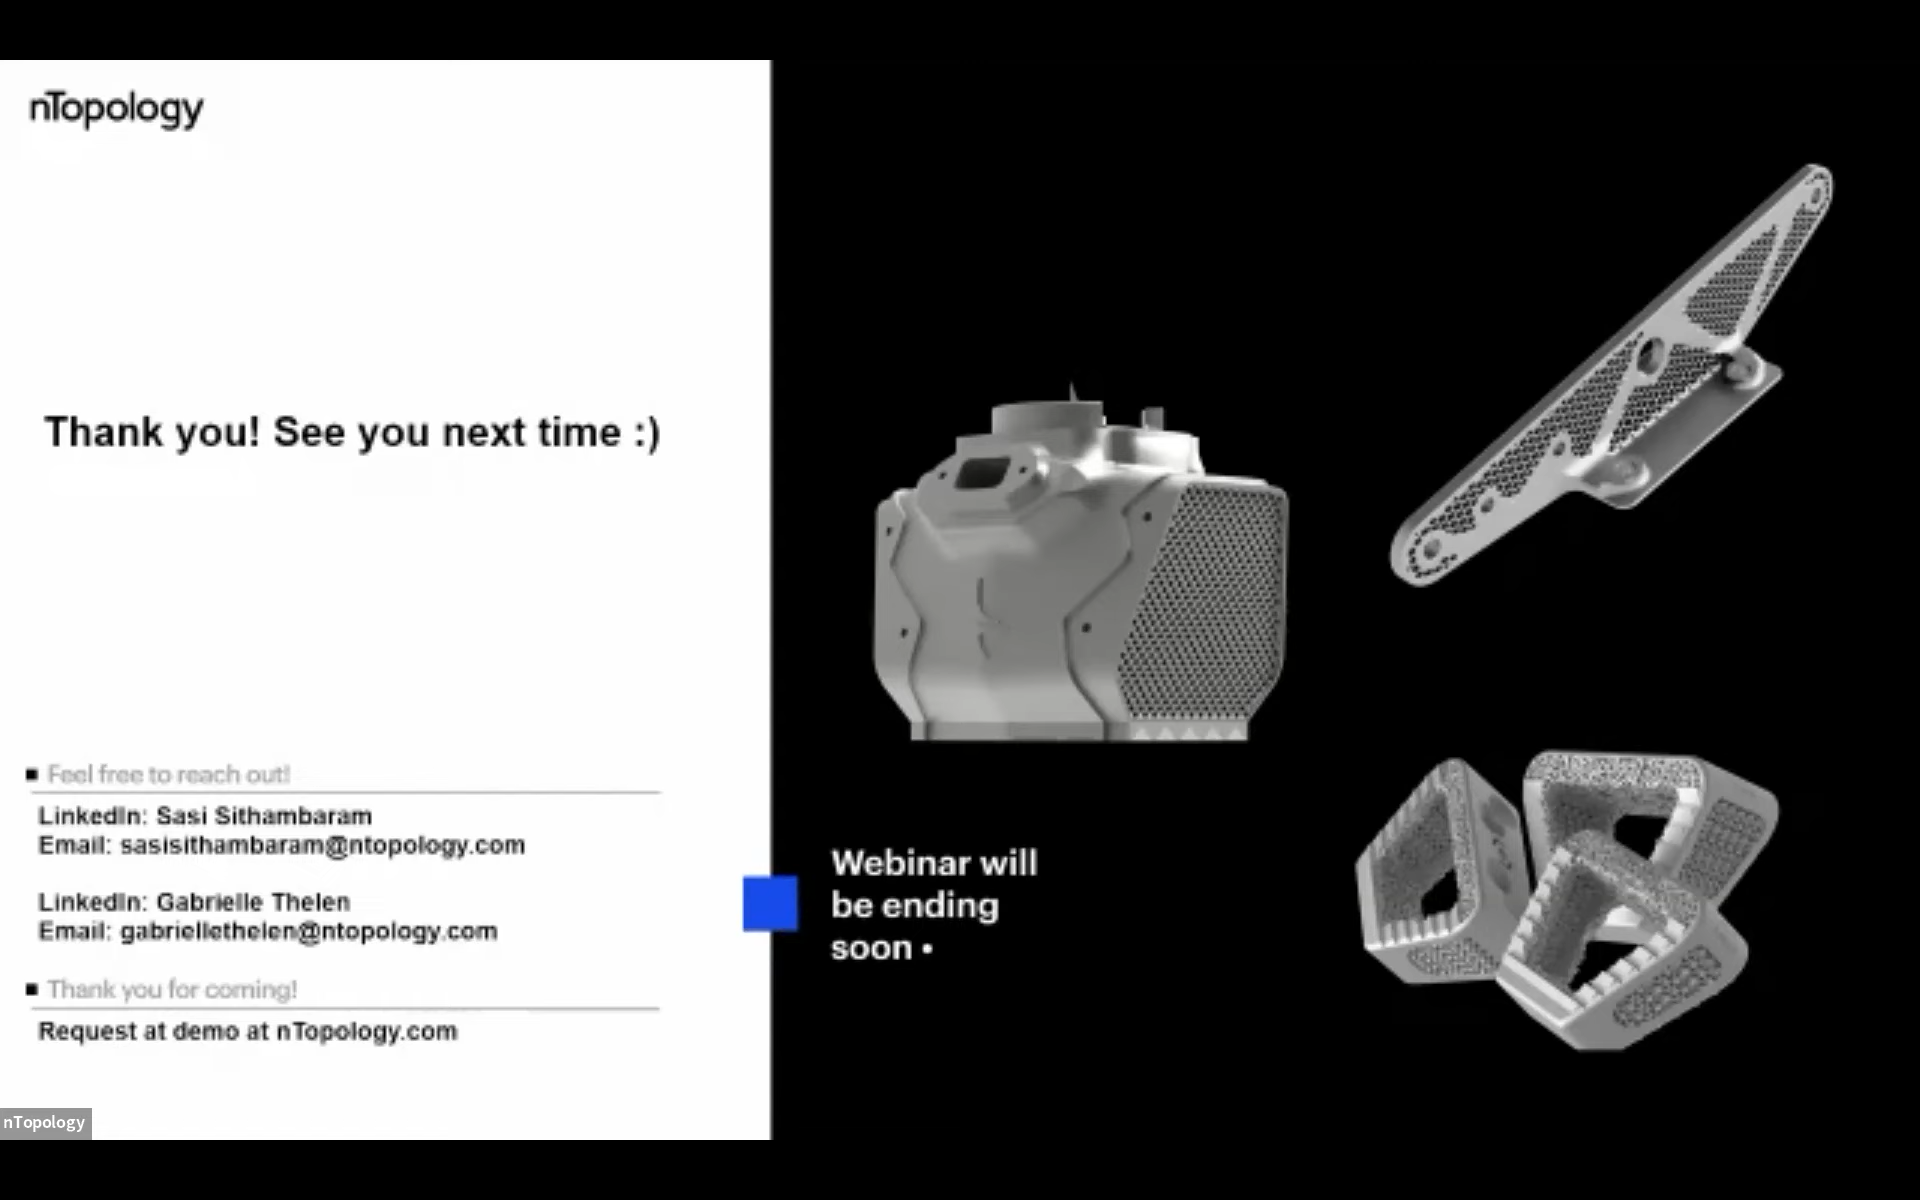 nTopology
Thank you! See you next time :)
Feel free to reach out!
LinkedIn: Sasi Sithambaram
Email: sasisithambaram@ntopology.com
LinkedIn: Gabrielle Thelen
Email: gabriellethelen@ntopology.com
Thank you for coming!
Request at demo at nTopology.com
Webinar will
be ending
soon •
nTopology